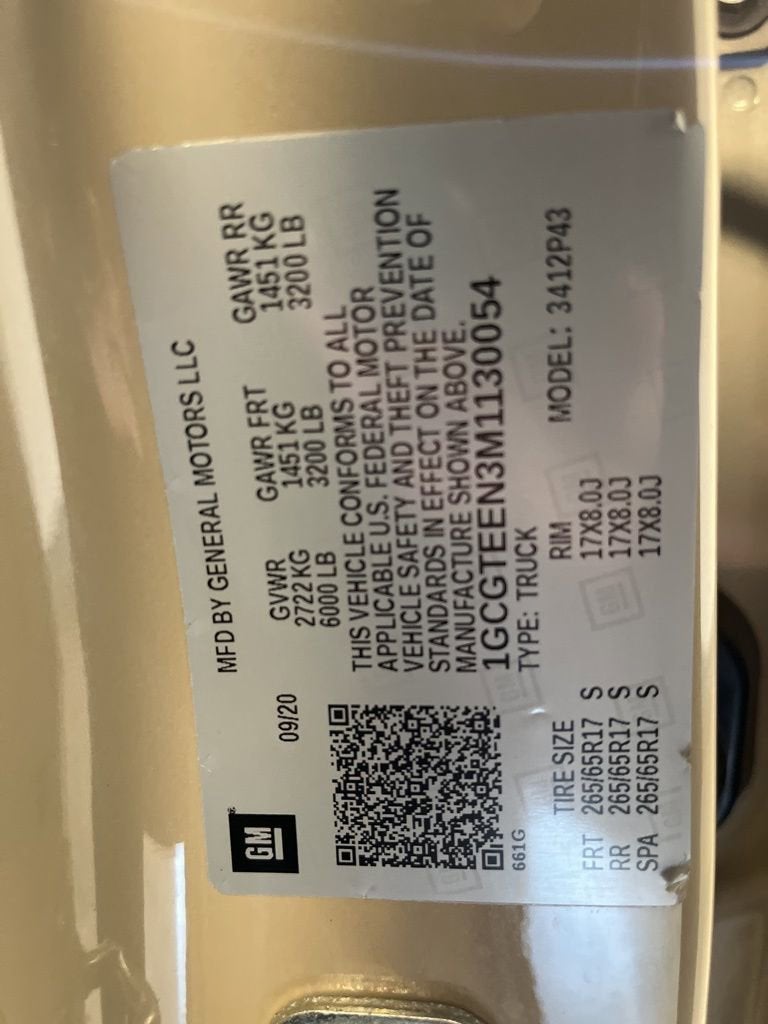 GM
MFD BY GENERAL MOTORS LLC
09/20
GVWR GAWR FRT GAWR RR
2722 KG 1451 KG 1451 KG
6000 LB 3200 LB 3200 LB
THIS VEHICLE CONFORMS TO ALL
APPLICABLE U.S. FEDERAL MOTOR
VEHICLE SAFETY AND THEFT PREVENTION
STANDARDS IN EFFECT ON THE DATE OF
MANUFACTURE SHOWN ABOVE.
1GCGTEEN3M1130054
661G TYPE: TRUCK
TIRE SIZE RIM MODEL: 3412P43
FRT 265/65R17 S 17X8.0J
RR 265/65R17 S 17X8.0J
SPA 265/65R17 S 17X8.0J